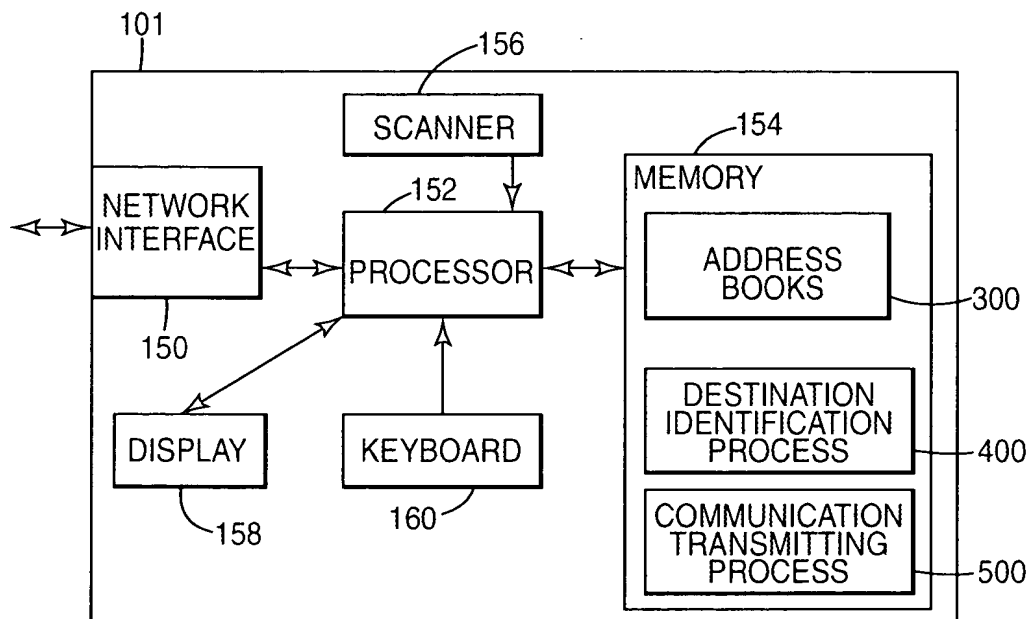 101
156
SCANNER
154
MEMORY
NETWORK
INTERFACE
152
PROCESSOR
ADDRESS
BOOKS
300
150
DESTINATION
IDENTIFICATION
PROCESS
400
DISPLAY
KEYBOARD
158
160
COMMUNICATION
TRANSMITTING
PROCESS
500